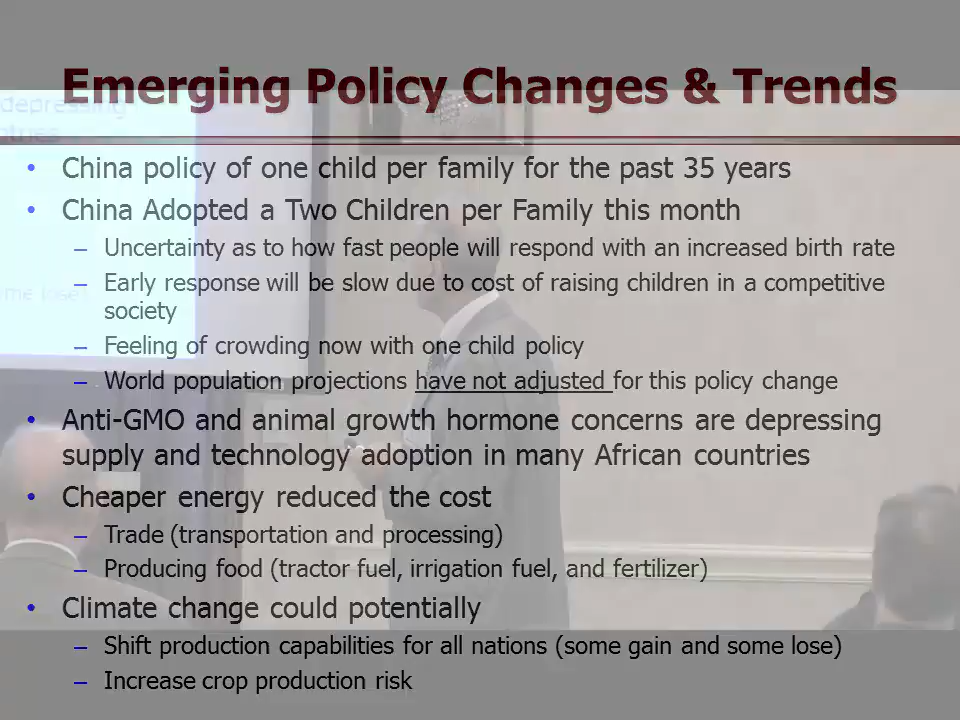 Emerging Policy Changes & Trends
depressing
ntries
• China policy of one child per family for the past 35 years
• China Adopted a Two Children per Family this month
– Uncertainty as to how fast people will respond with an increased birth rate
– Early response will be slow due to cost of raising children in a competitive
society
me lose)
– Feeling of crowding now with one child policy
– World population projections have not adjusted for this policy change
• Anti-GMO and animal growth hormone concerns are depressing
supply and technology adoption in many African countries
• Cheaper energy reduced the cost
– Trade (transportation and processing)
– Producing food (tractor fuel, irrigation fuel, and fertilizer)
• Climate change could potentially
– Shift production capabilities for all nations (some gain and some lose)
– Increase crop production risk